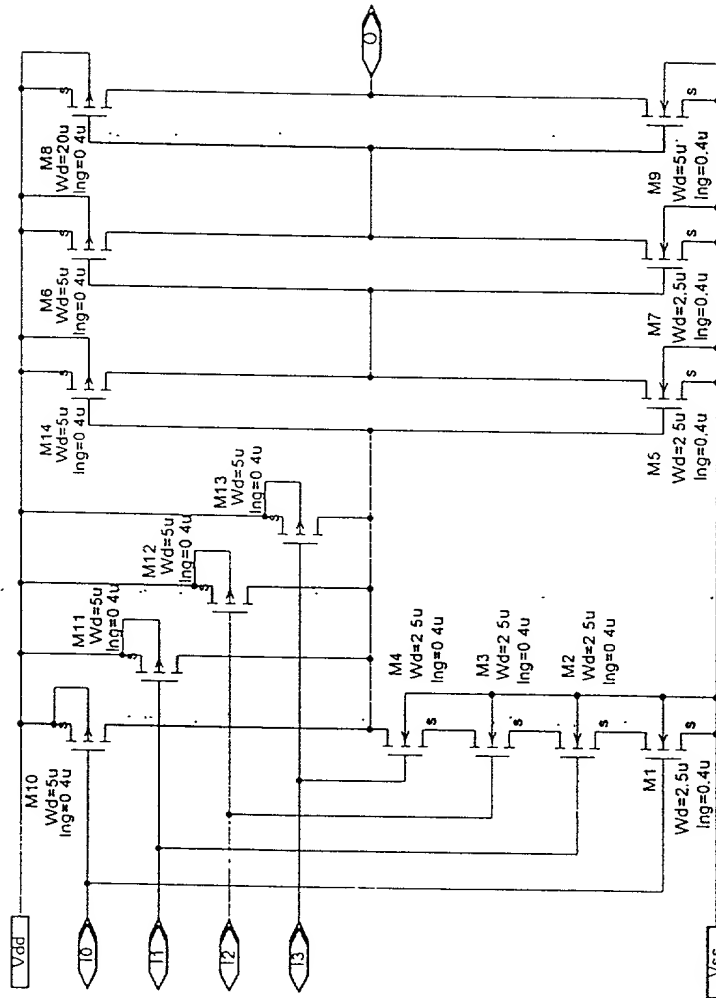 M8
Wd=20u
lng=0 4u
M6
Wd=5u
lng=0 4u
M14
Wd=5u
lng=0 4u
M13
Wd=5u
lng=0 4u
M12
Wd=5u
lng=0 4u
M11
Wd=5u
lng=0 4u
M10
Wd=5u
lng=0 4u
s
s
s
s
s
s
s
O
M4
Wd=2 5u
lng=0 4u
M3
Wd=2 5u
lng=0 4u
M2
Wd=2 5u
lng=0 4u
M1
Wd=2.5u
lng=0.4u
s
s
s
s
M5
Wd=2 5u
lng=0.4u
s
M7
Wd=2.5u
lng=0.4u
s
M9
Wd=5u
lng=0.4u
s
Vdd
I0
I1
I2
I3
Vss